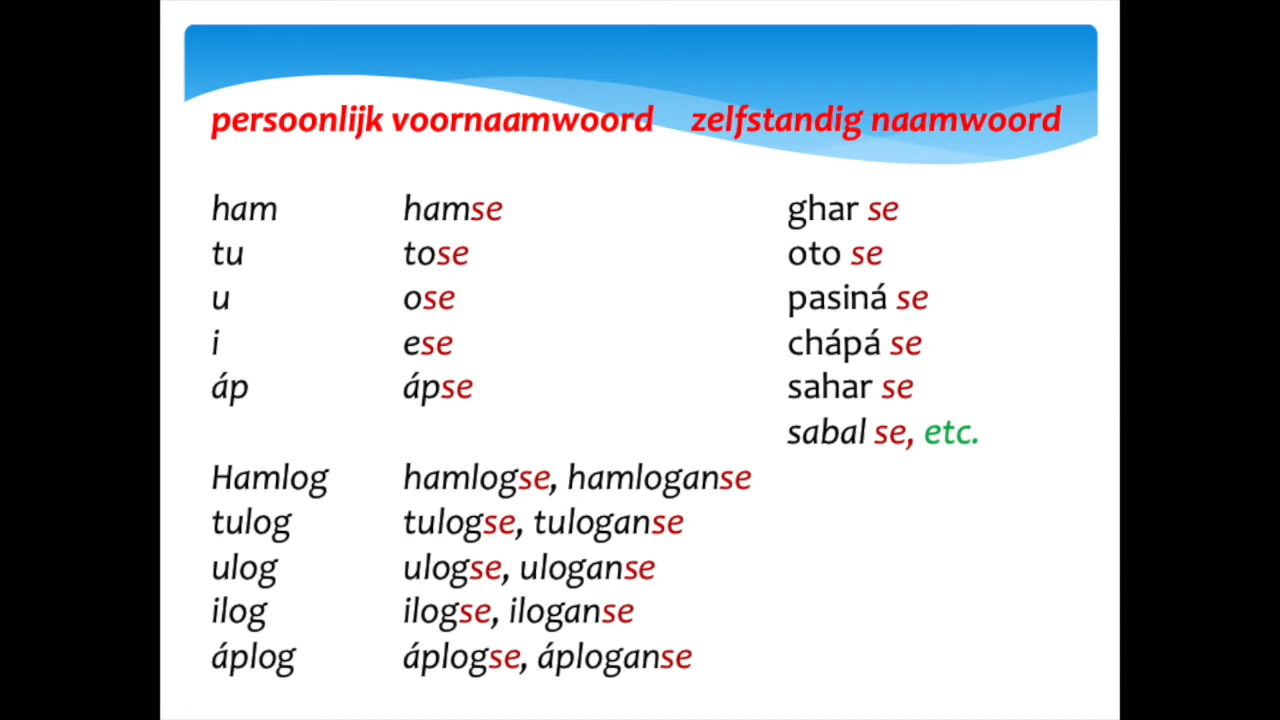 persoonlijk voornaamwoord zelfstandig naamwoord
ham hamse ghar se
tu tose oto se
u ose pasiná se
i ese chápá se
áp ápse sahar se
sabal se, etc.
Hamlog hamlogse, hamloganse
tulog tulogse, tuloganse
ulog ulogse, uloganse
ilog ilogse, iloganse
áplog áplogse, áploganse